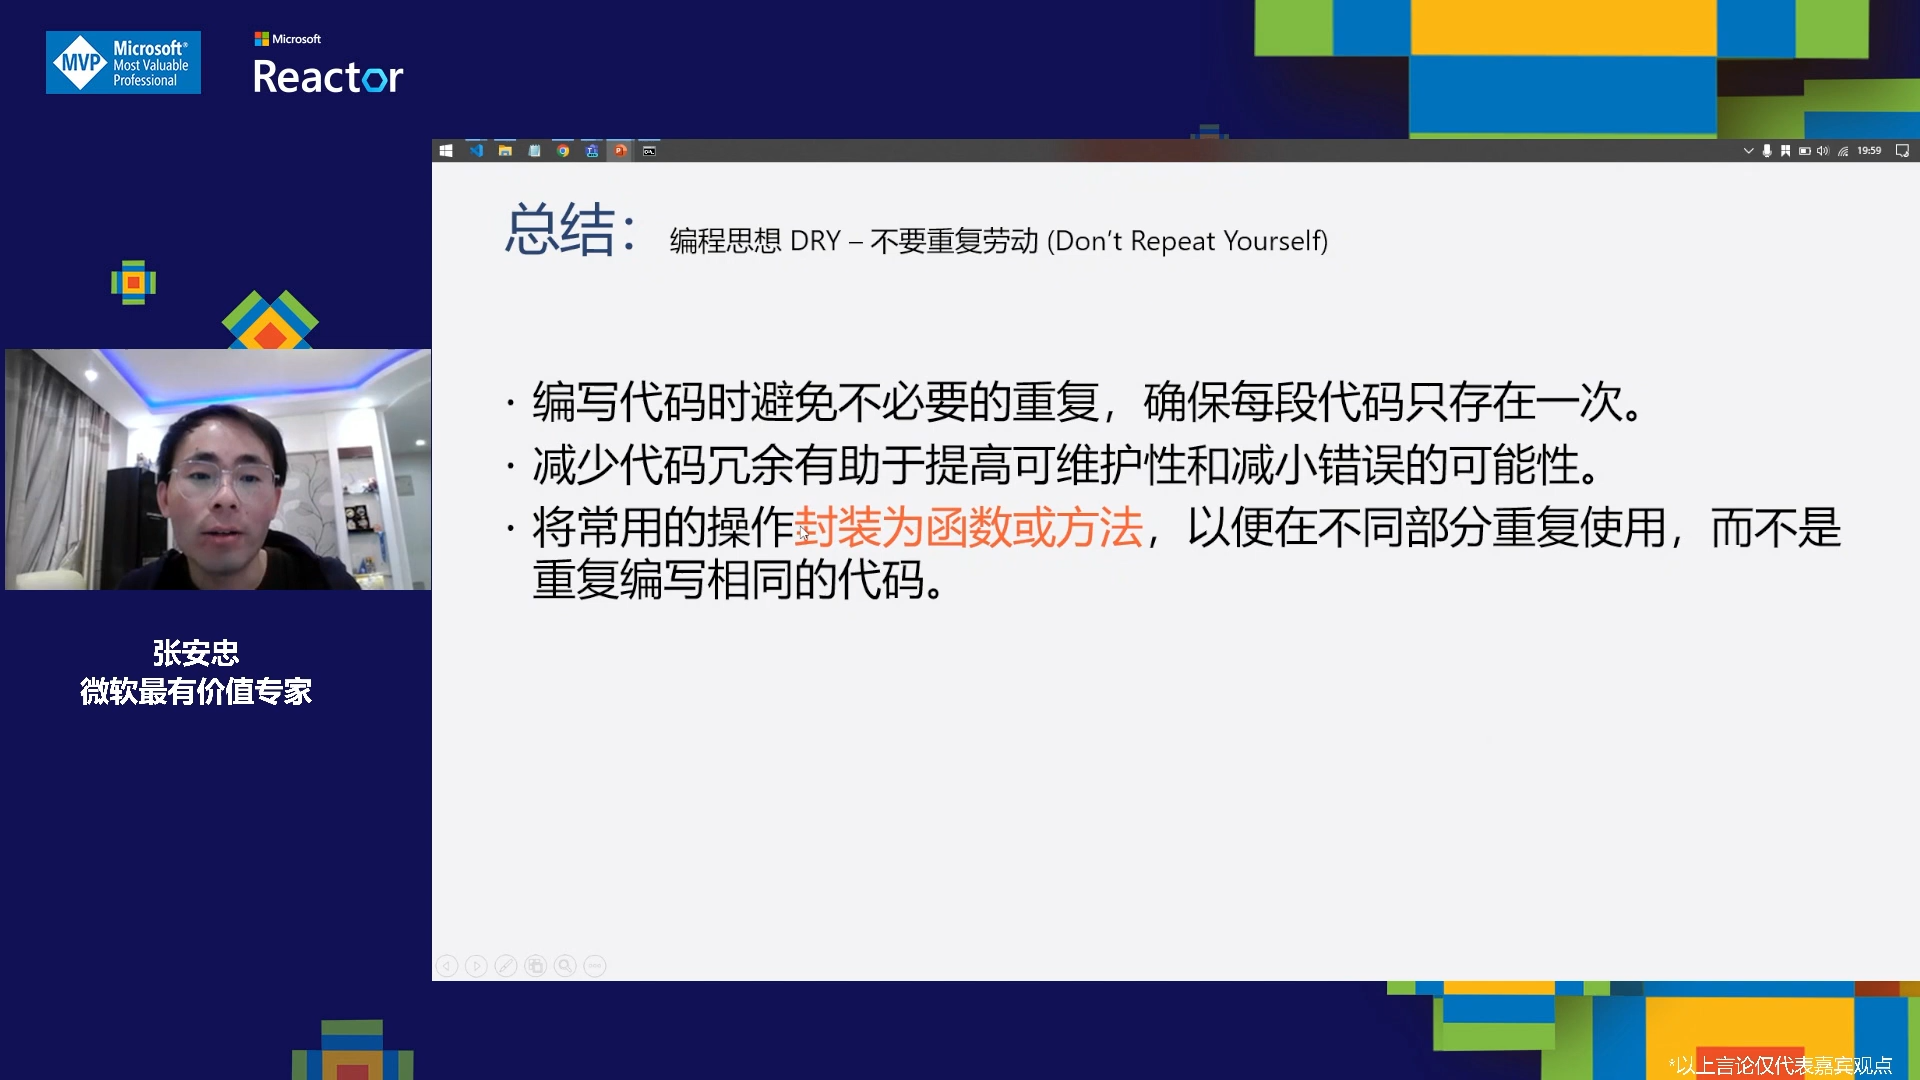 MVP
Microsoft®
Most Valuable
Professional
Microsoft
Reactor
19:59
总结： 编程思想 DRY – 不要重复劳动 (Don't Repeat Yourself)
· 编写代码时避免不必要的重复，确保每段代码只存在一次。
· 减少代码冗余有助于提高可维护性和减小错误的可能性。
· 将常用的操作封装为函数或方法，以便在不同部分重复使用，而不是
重复编写相同的代码。
张安忠
微软最有价值专家
*以上言论仅代表嘉宾观点